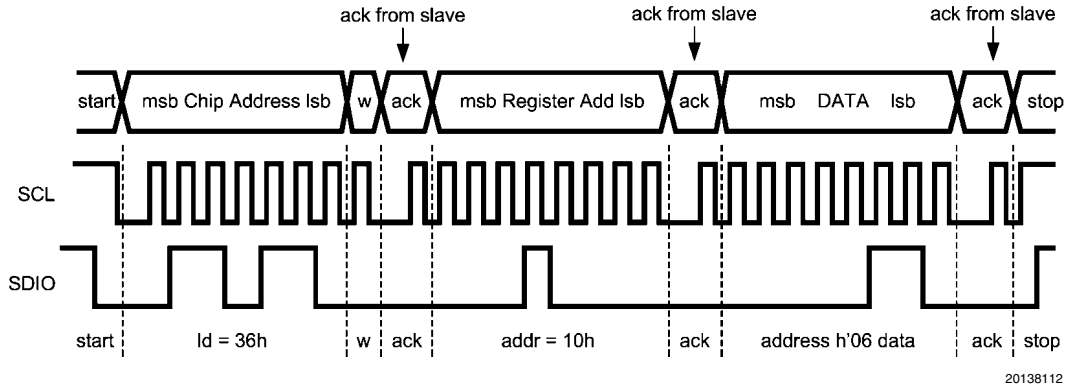 ack from slave ack from slave ack from slave
start msb Chip Address lsb w ack msb Register Add lsb ack msb DATA lsb ack stop
SCL
SDIO
start Id = 36h w ack addr = 10h ack address h'06 data ack stop
20138112